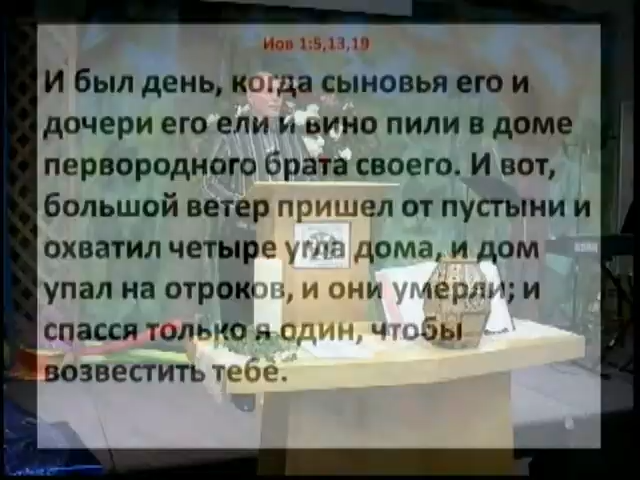 Иов 1:5,13,19
И был день, когда сыновья его и
дочери его ели и вино пили в доме
первородного брата своего. И вот,
большой ветер пришел от пустыни и
охватил четыре угла дома, и дом
упал на отроков, и они умерли; и
спасся только я один, чтобы
возвестить тебе.
KORG